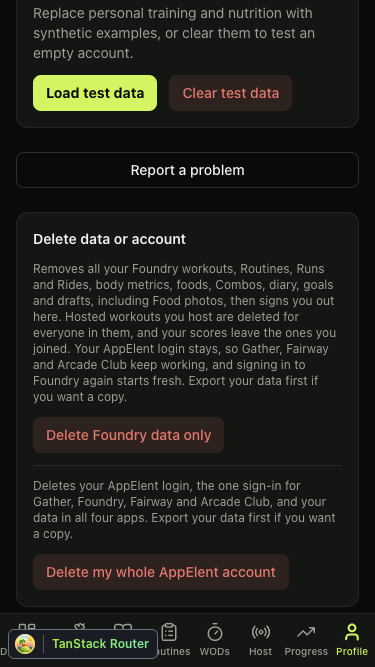 Replace personal training and nutrition with
synthetic examples, or clear them to test an
empty account.
Load test data
Clear test data
Report a problem
Delete data or account
Removes all your Foundry workouts, Routines, Runs
and Rides, body metrics, foods, Combos, diary, goals
and drafts, including Food photos, then signs you out
here. Hosted workouts you host are deleted for
everyone in them, and your scores leave the ones you
joined. Your AppElent login stays, so Gather, Fairway
and Arcade Club keep working, and signing in to
Foundry again starts fresh. Export your data first if
you want a copy.
Delete Foundry data only
Deletes your AppElent login, the one sign-in for
Gather, Foundry, Fairway and Arcade Club, and your
data in all four apps. Export your data first if you want
a copy.
Delete my whole AppElent account
TanStack Router
WODs
Host
Progress
Profile